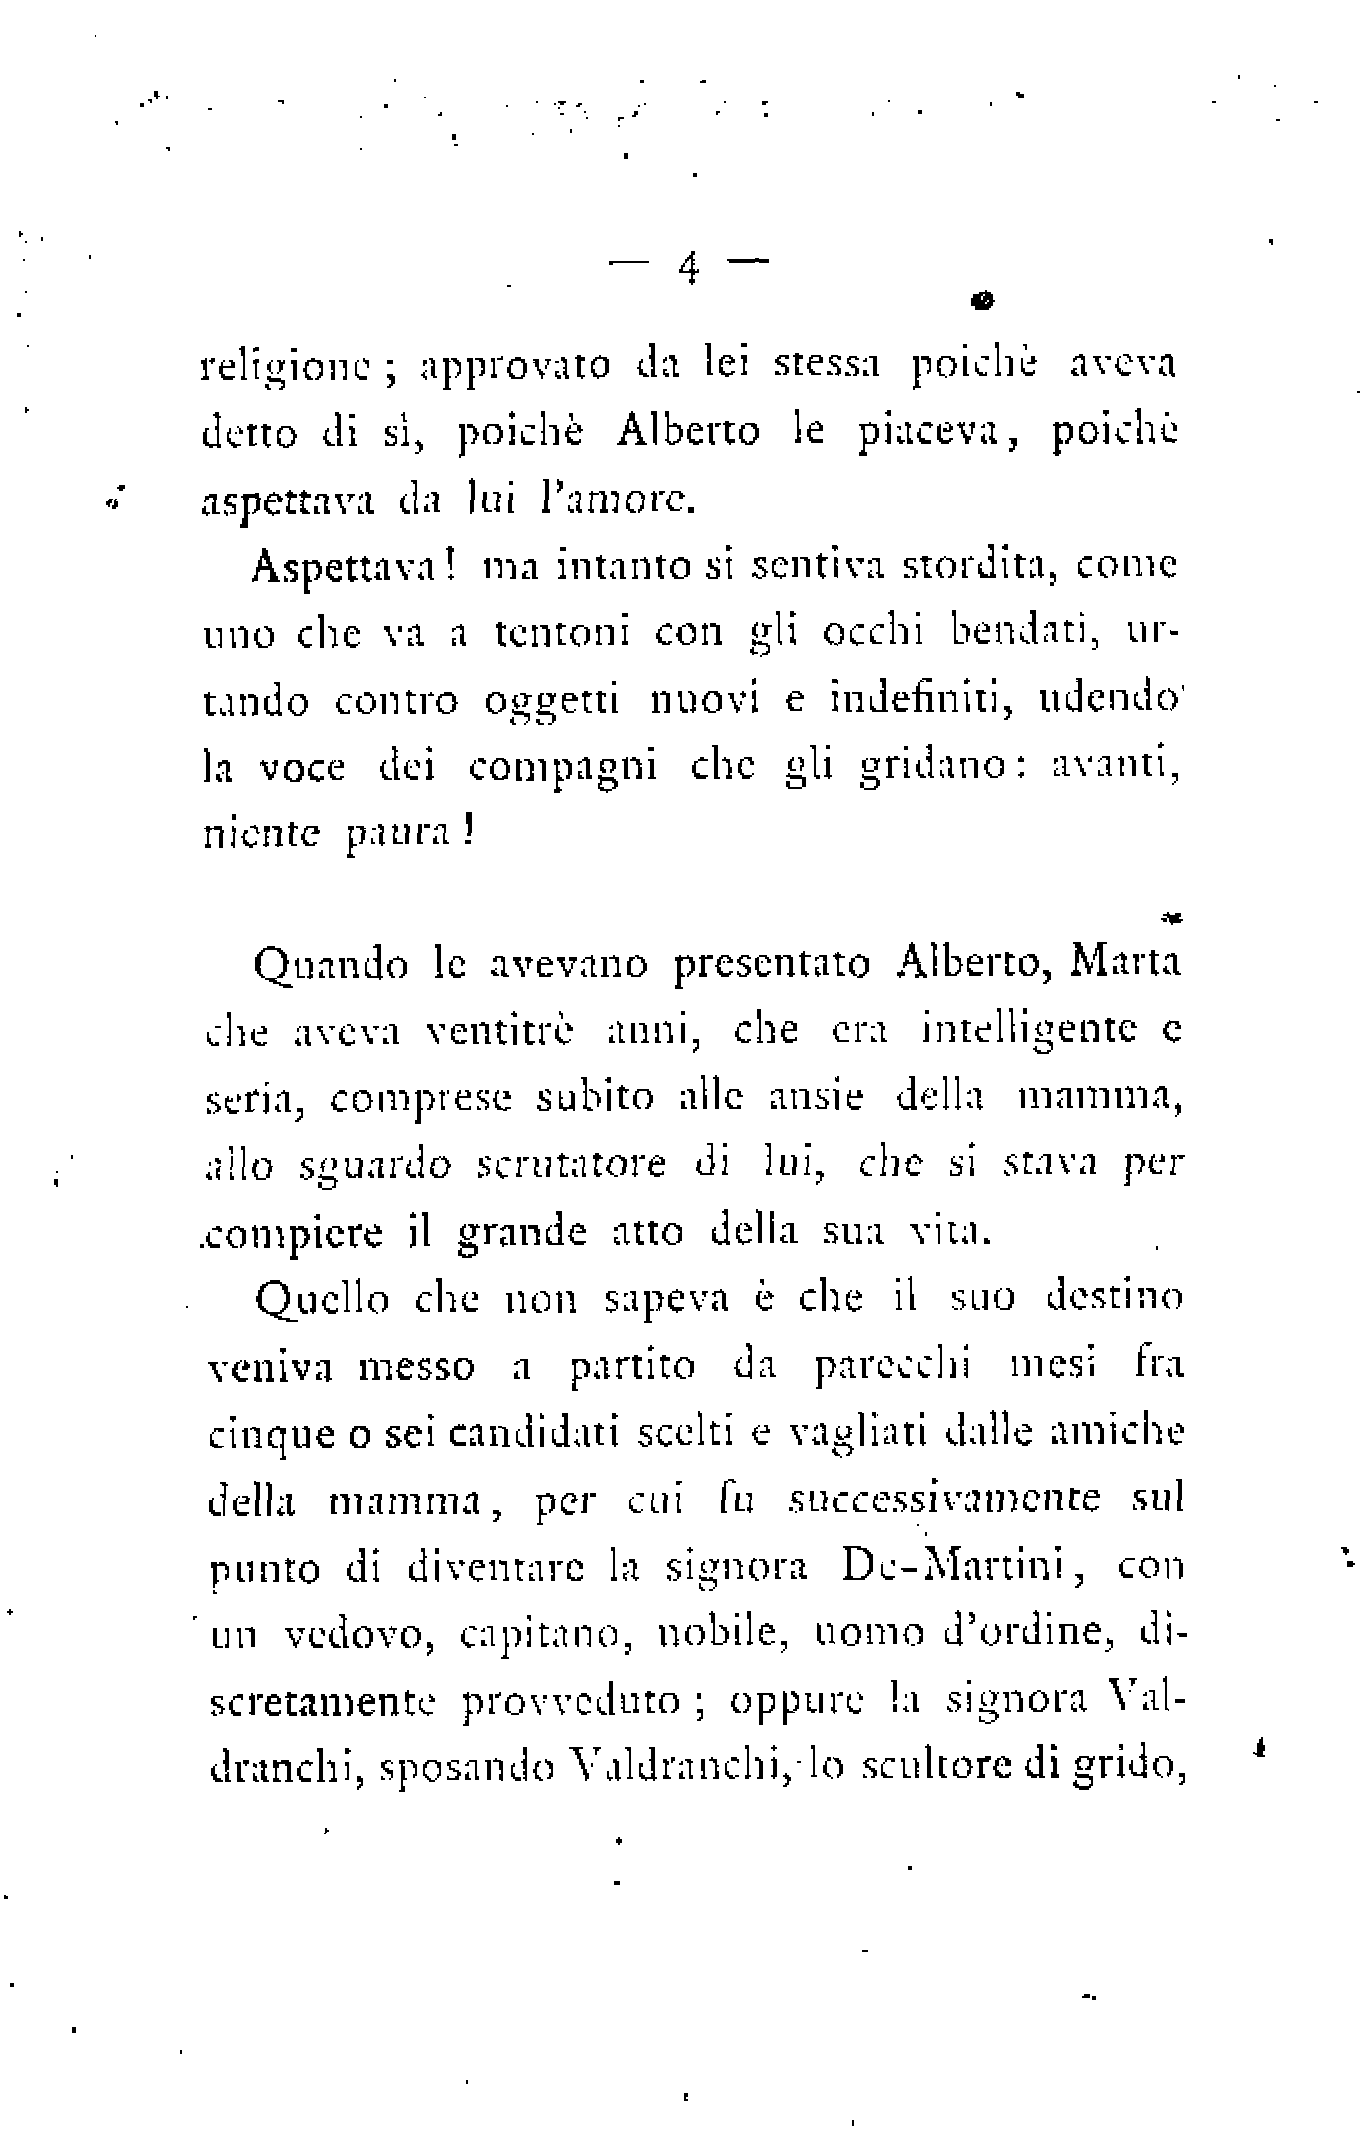 — 4 —
religione ; approvato da lei stessa poichè aveva
detto di sì, poichè Alberto le piaceva, poichè
aspettava da lui l'amore.
Aspettava! ma intanto si sentiva stordita, come
uno che va a tentoni con gli occhi bendati, ur-
tando contro oggetti nuovi e indefiniti, udendo
la voce dei compagni che gli gridano: avanti,
niente paura !
Quando le avevano presentato Alberto, Marta
che aveva ventitrè anni, che era intelligente e
seria, comprese subito alle ansie della mamma,
allo sguardo scrutatore di lui, che si stava per
compiere il grande atto della sua vita.
Quello che non sapeva è che il suo destino
veniva messo a partito da parecchi mesi fra
cinque o sei candidati scelti e vagliati dalle amiche
della mamma, per cui fu successivamente sul
punto di diventare la signora De-Martini, con
un vedovo, capitano, nobile, uomo d'ordine, di-
scretamente provveduto ; oppure la signora Val-
dranchi, sposando Valdranchi, lo scultore di grido,